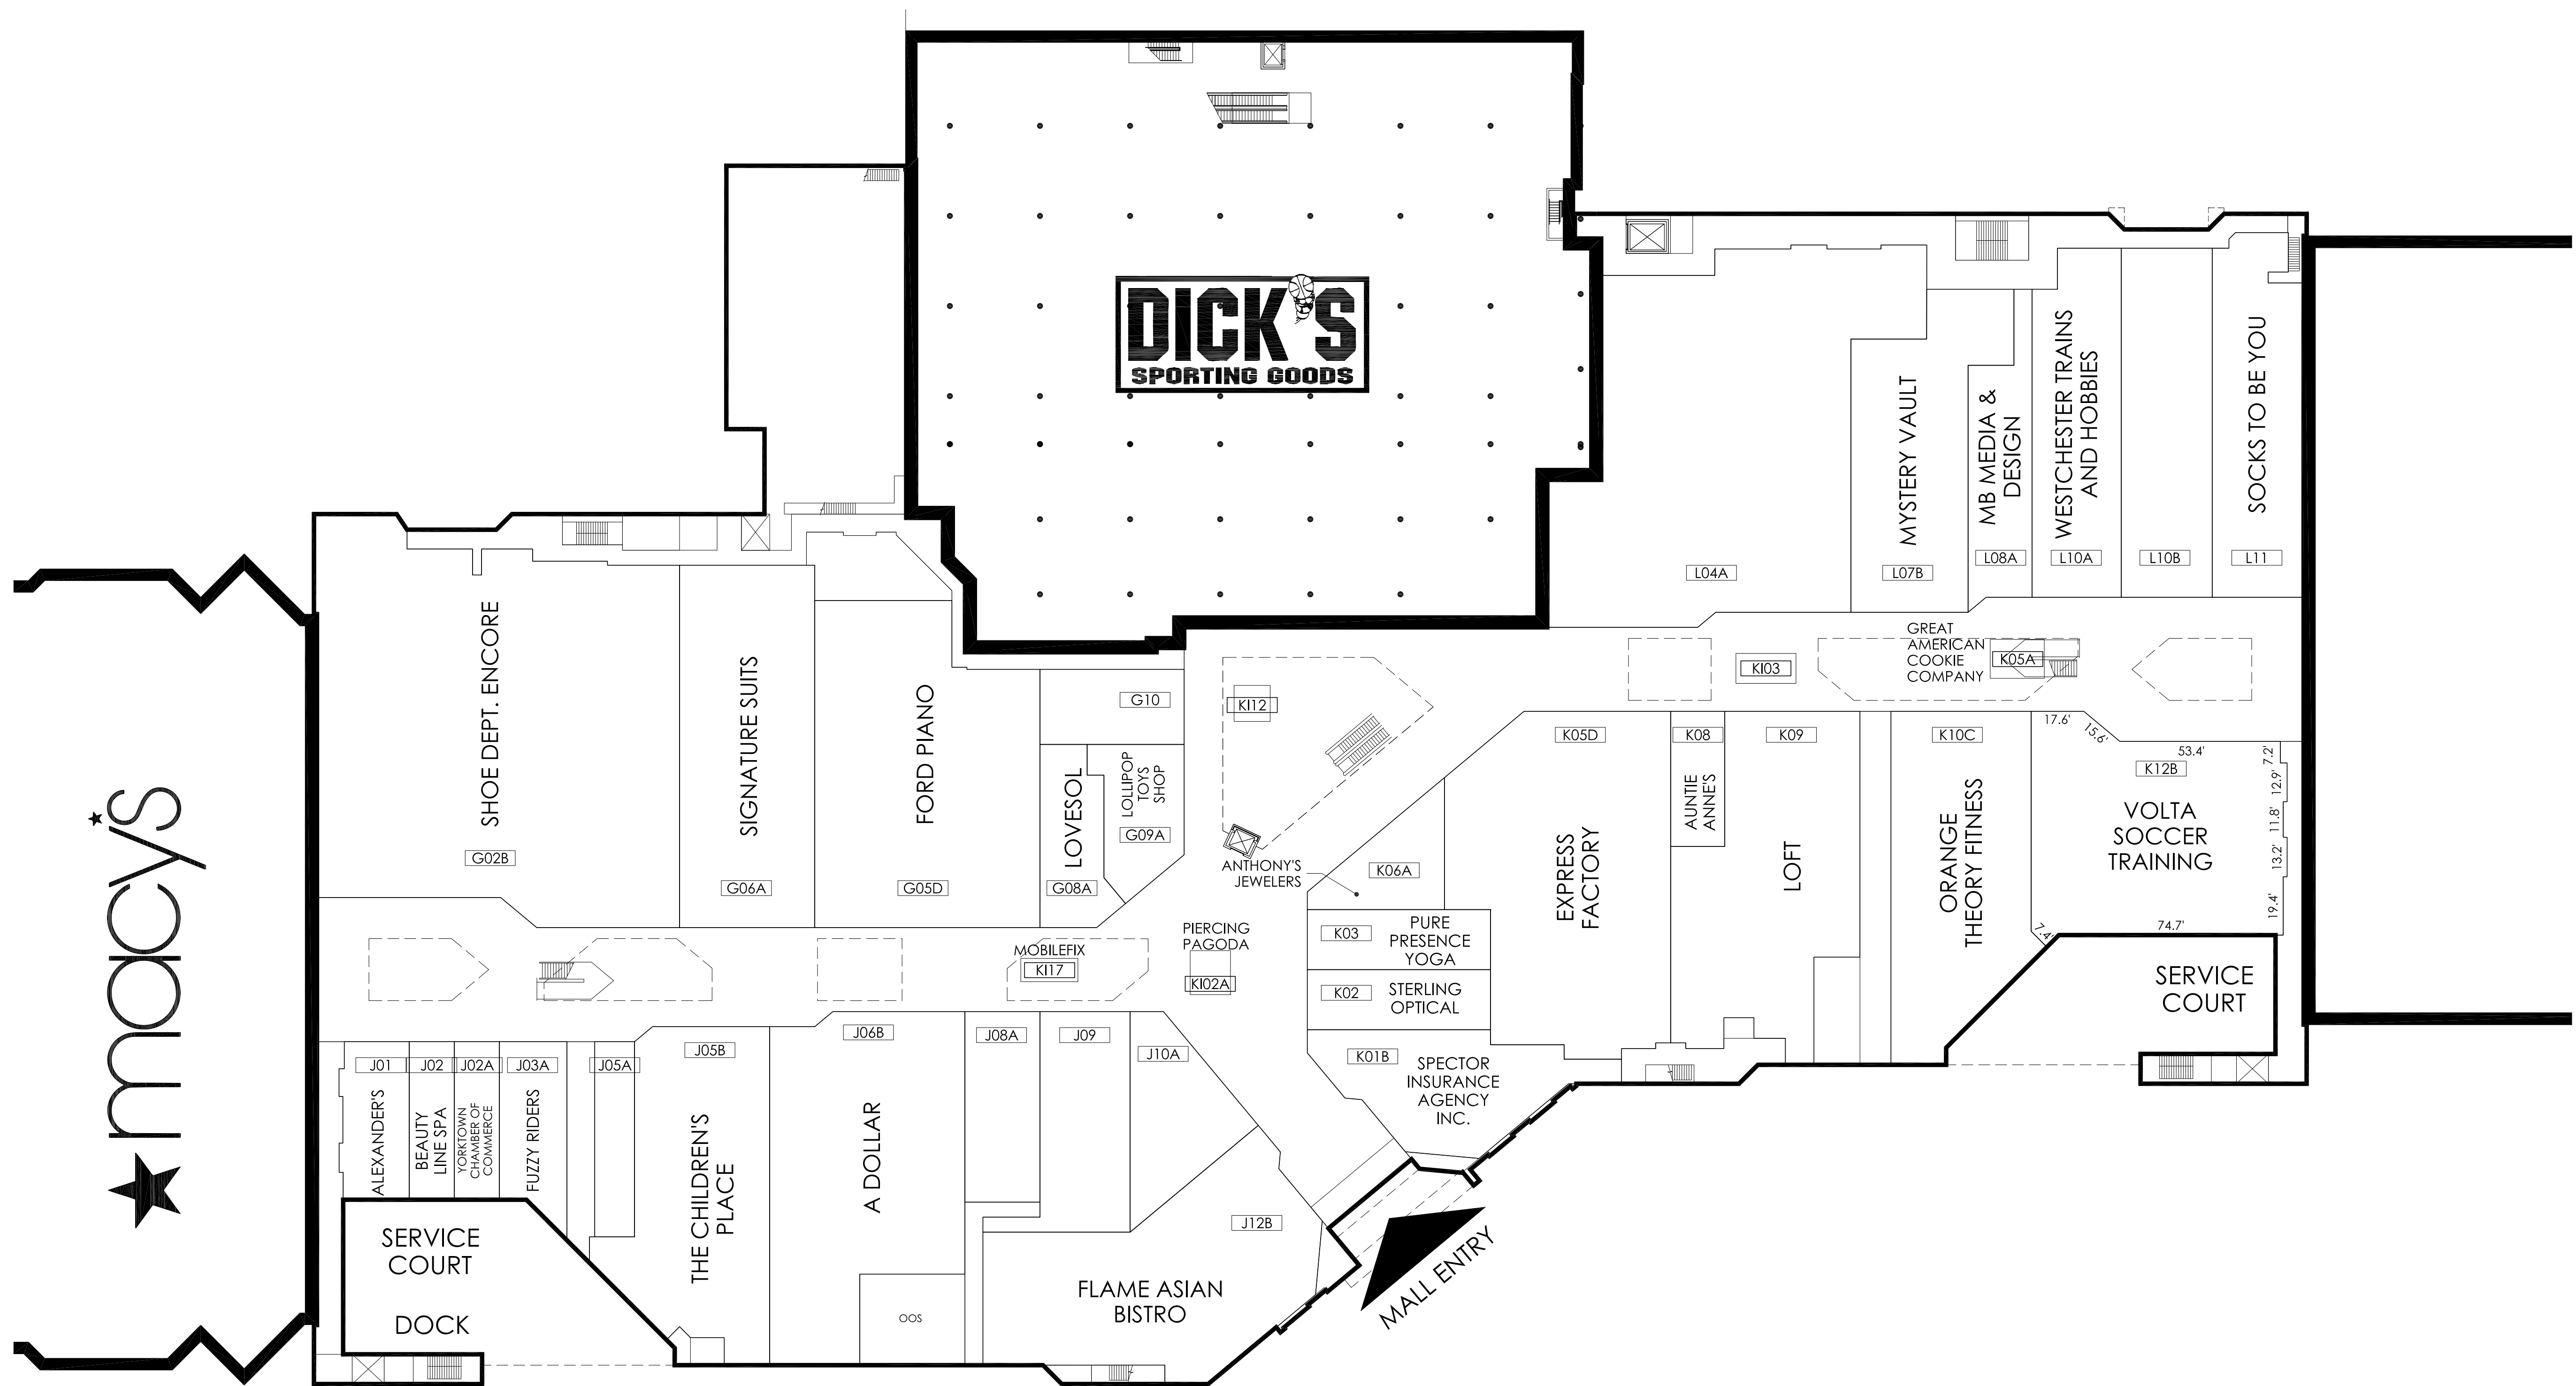 DICK'S
SPORTING GOODS
macy's
SHOE DEPT. ENCORE
G02B
SIGNATURE SUITS
G06A
FORD PIANO
G05D
G10
LOVESOL
G08A
LOLLIPOP
TOYS
SHOP
G09A
KI12
ANTHONY'S
JEWELERS
K06A
PIERCING
PAGODA
KI02A
MOBILEFIX
KI17
L04A
MYSTERY VAULT
L07B
MB MEDIA &
DESIGN
L08A
WESTCHESTER TRAINS
AND HOBBIES
L10A
L10B
SOCKS TO BE YOU
L11
KI03
GREAT
AMERICAN
COOKIE
COMPANY
K05A
K05D
EXPRESS
FACTORY
K08
AUNTIE
ANNE'S
K09
LOFT
K10C
ORANGE
THEORY FITNESS
17.6'
15.6'
53.4'
7.2'
12.9'
11.8'
13.2'
19.4'
74.7'
7.4'
K12B
VOLTA
SOCCER
TRAINING
SERVICE
COURT
K03
PURE
PRESENCE
YOGA
K02
STERLING
OPTICAL
K01B
SPECTOR
INSURANCE
AGENCY
INC.
J01
ALEXANDER'S
J02
BEAUTY
LINE SPA
J02A
YORKTOWN
CHAMBER OF
COMMERCE
J03A
FUZZY RIDERS
J05A
J05B
THE CHILDREN'S
PLACE
J06B
A DOLLAR
OOS
J08A
J09
J10A
J12B
FLAME ASIAN
BISTRO
SERVICE
COURT
DOCK
MALL ENTRY